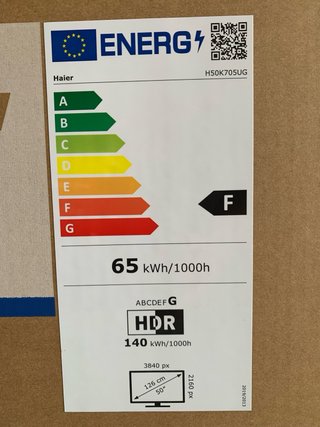 ENERG
Haier
H50K705UG
A
B
C
D
E
F
G
F
65 kWh/1000h
ABCDEFG
HDR
140 kWh/1000h
3840 px
126 cm
50"
2160 px
2019/2013